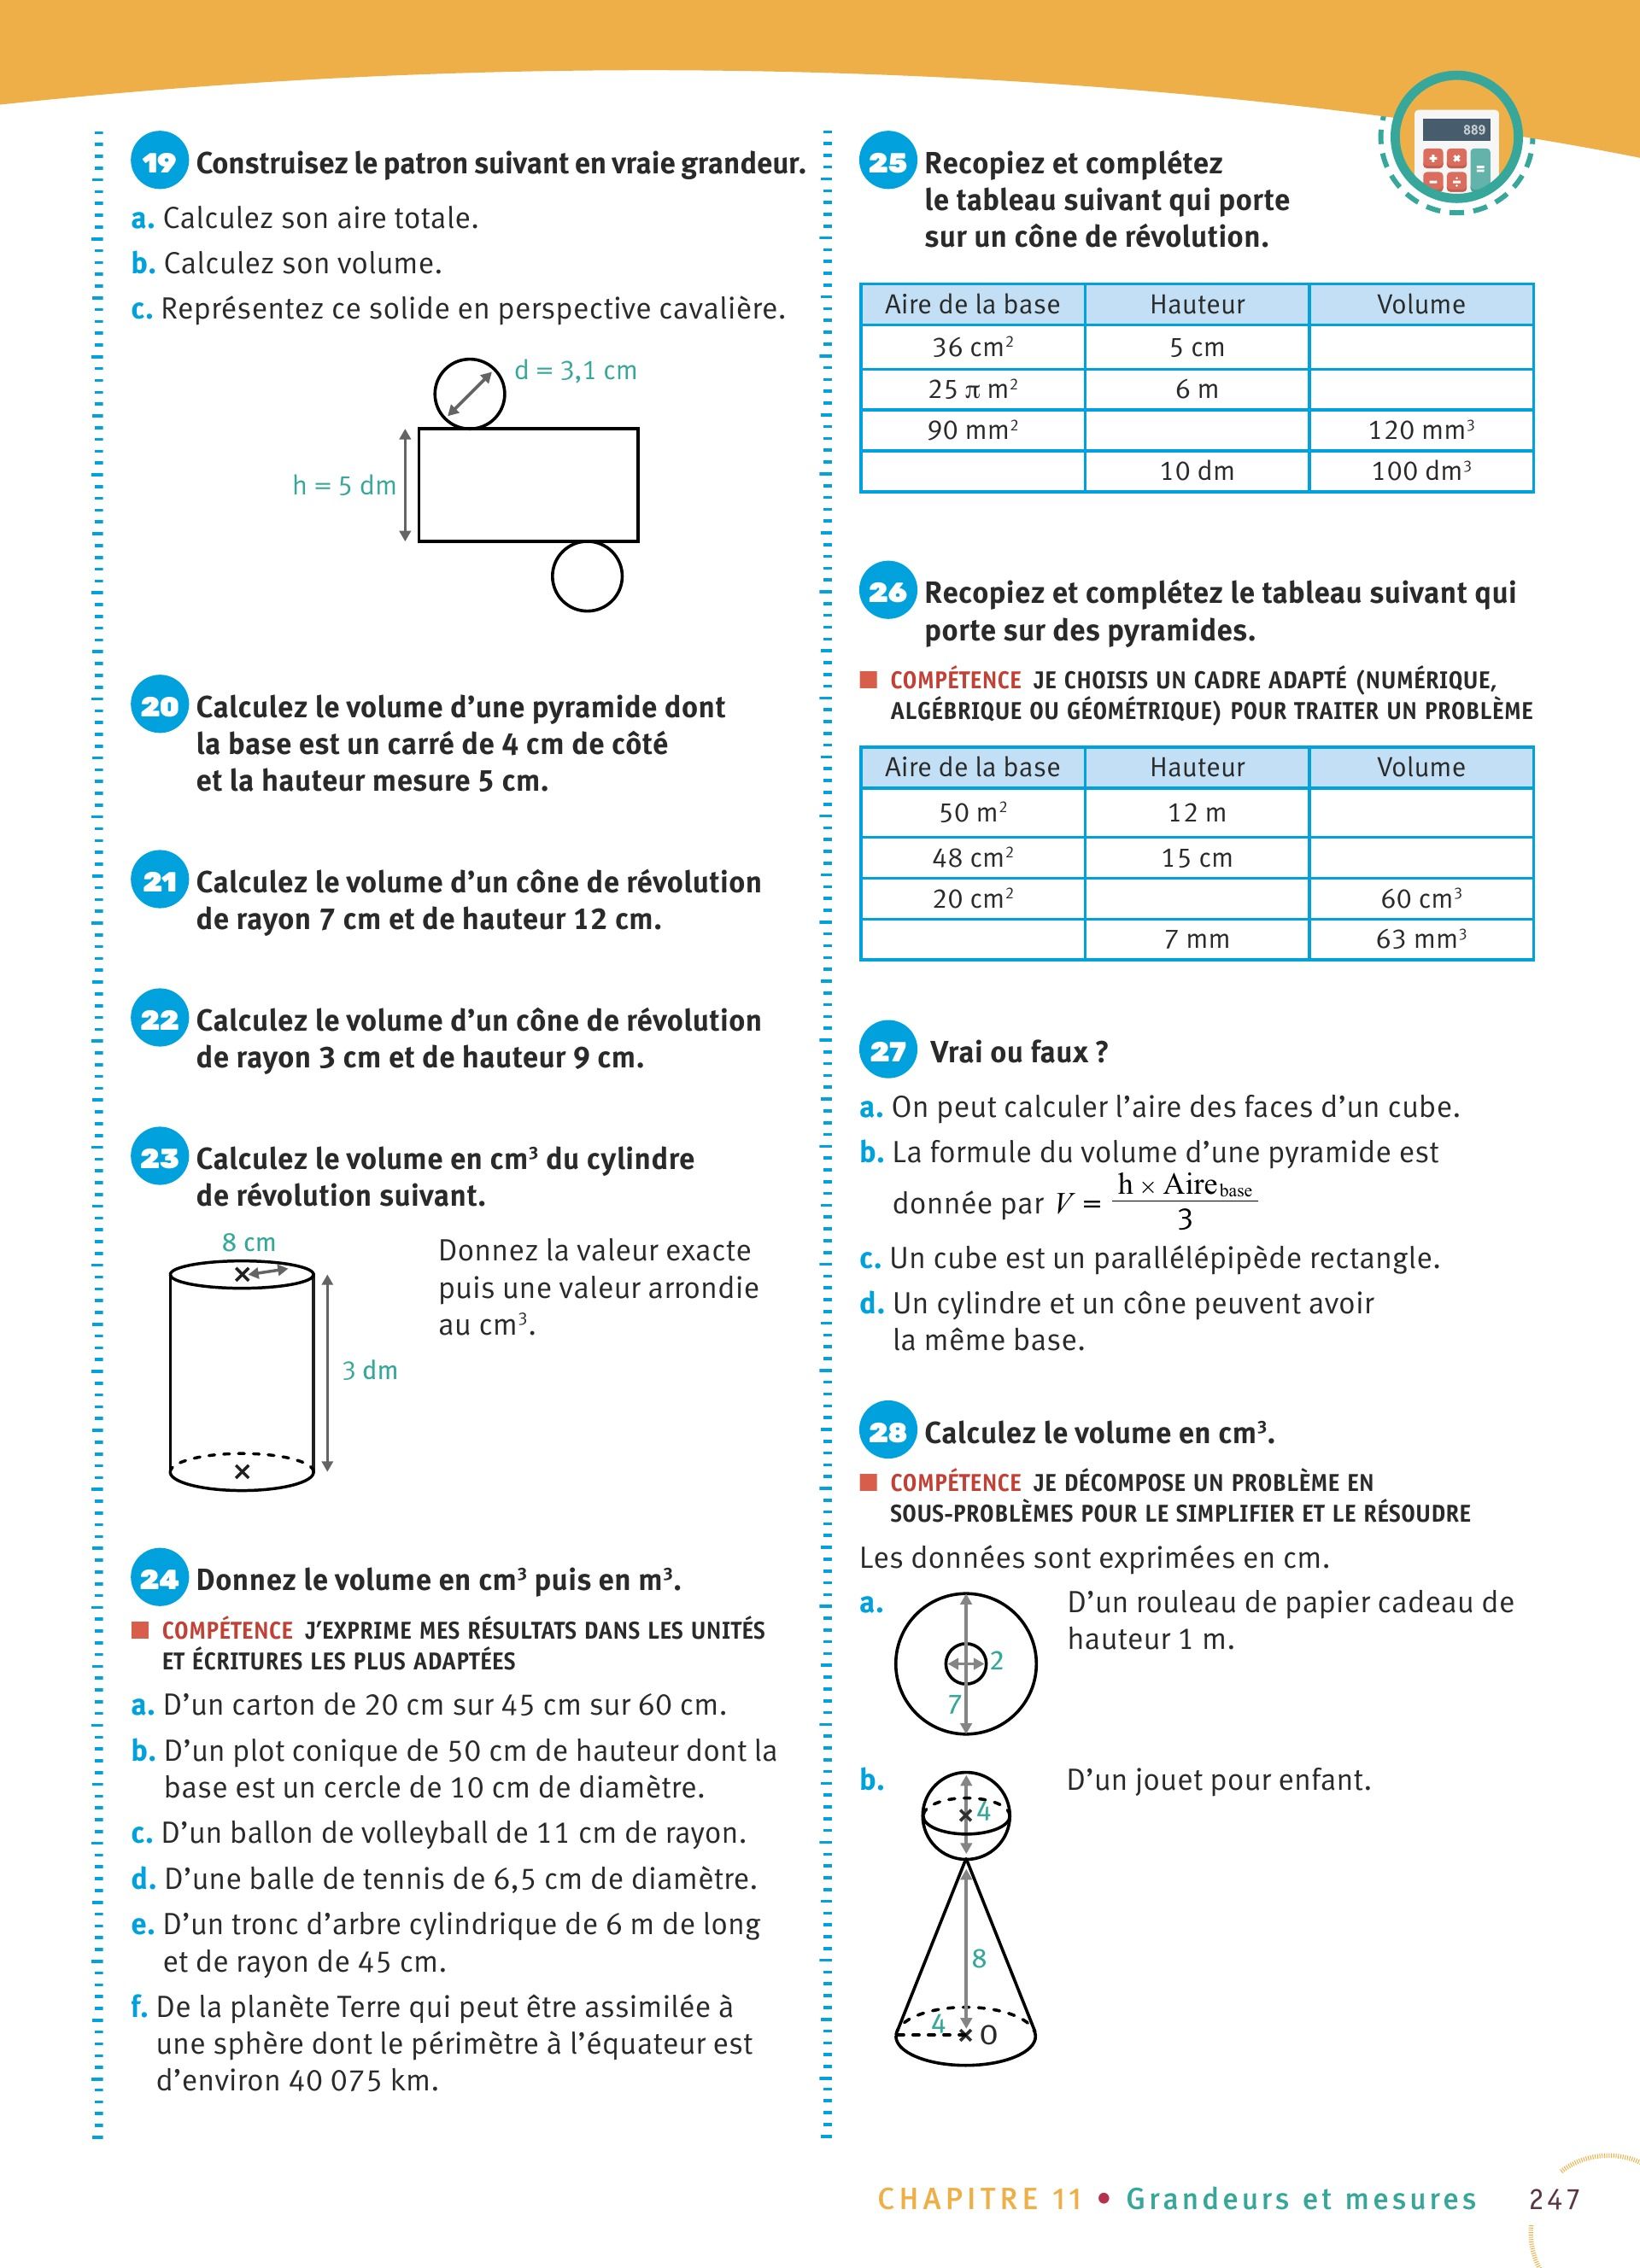 19 Construisez le patron suivant en vraie grandeur.
a. Calculez son aire totale.
b. Calculez son volume.
c. Représentez ce solide en perspective cavalière.
d = 3,1 cm
h = 5 dm
20 Calculez le volume d’une pyramide dont
la base est un carré de 4 cm de côté
et la hauteur mesure 5 cm.
21 Calculez le volume d’un cône de révolution
de rayon 7 cm et de hauteur 12 cm.
22 Calculez le volume d’un cône de révolution
de rayon 3 cm et de hauteur 9 cm.
23 Calculez le volume en cm³ du cylindre
de révolution suivant.
8 cm
3 dm
Donnez la valeur exacte
puis une valeur arrondie
au cm³.
24 Donnez le volume en cm³ puis en m³.
COMPÉTENCE J’EXPRIME MES RÉSULTATS DANS LES UNITÉS
ET ÉCRITURES LES PLUS ADAPTÉES
a. D’un carton de 20 cm sur 45 cm sur 60 cm.
b. D’un plot conique de 50 cm de hauteur dont la
base est un cercle de 10 cm de diamètre.
c. D’un ballon de volleyball de 11 cm de rayon.
d. D’une balle de tennis de 6,5 cm de diamètre.
e. D’un tronc d’arbre cylindrique de 6 m de long
et de rayon de 45 cm.
f. De la planète Terre qui peut être assimilée à
une sphère dont le périmètre à l’équateur est
d’environ 40 075 km.
889
+ × = − ÷
25 Recopiez et complétez
le tableau suivant qui porte
sur un cône de révolution.
Aire de la base Hauteur Volume
36 cm² 5 cm
25 π m² 6 m
90 mm² 120 mm³
10 dm 100 dm³
26 Recopiez et complétez le tableau suivant qui
porte sur des pyramides.
COMPÉTENCE JE CHOISIS UN CADRE ADAPTÉ (NUMÉRIQUE,
ALGÉBRIQUE OU GÉOMÉTRIQUE) POUR TRAITER UN PROBLÈME
Aire de la base Hauteur Volume
50 m² 12 m
48 cm² 15 cm
20 cm² 60 cm³
7 mm 63 mm³
27 Vrai ou faux ?
a. On peut calculer l’aire des faces d’un cube.
b. La formule du volume d’une pyramide est
donnée par V = h × Aire base / 3
c. Un cube est un parallélépipède rectangle.
d. Un cylindre et un cône peuvent avoir
la même base.
28 Calculez le volume en cm³.
COMPÉTENCE JE DÉCOMPOSE UN PROBLÈME EN
SOUS-PROBLÈMES POUR LE SIMPLIFIER ET LE RÉSOUDRE
Les données sont exprimées en cm.
a. D’un rouleau de papier cadeau de
hauteur 1 m.
2
7
b. D’un jouet pour enfant.
4
8
4 O
CHAPITRE 11 • Grandeurs et mesures 247